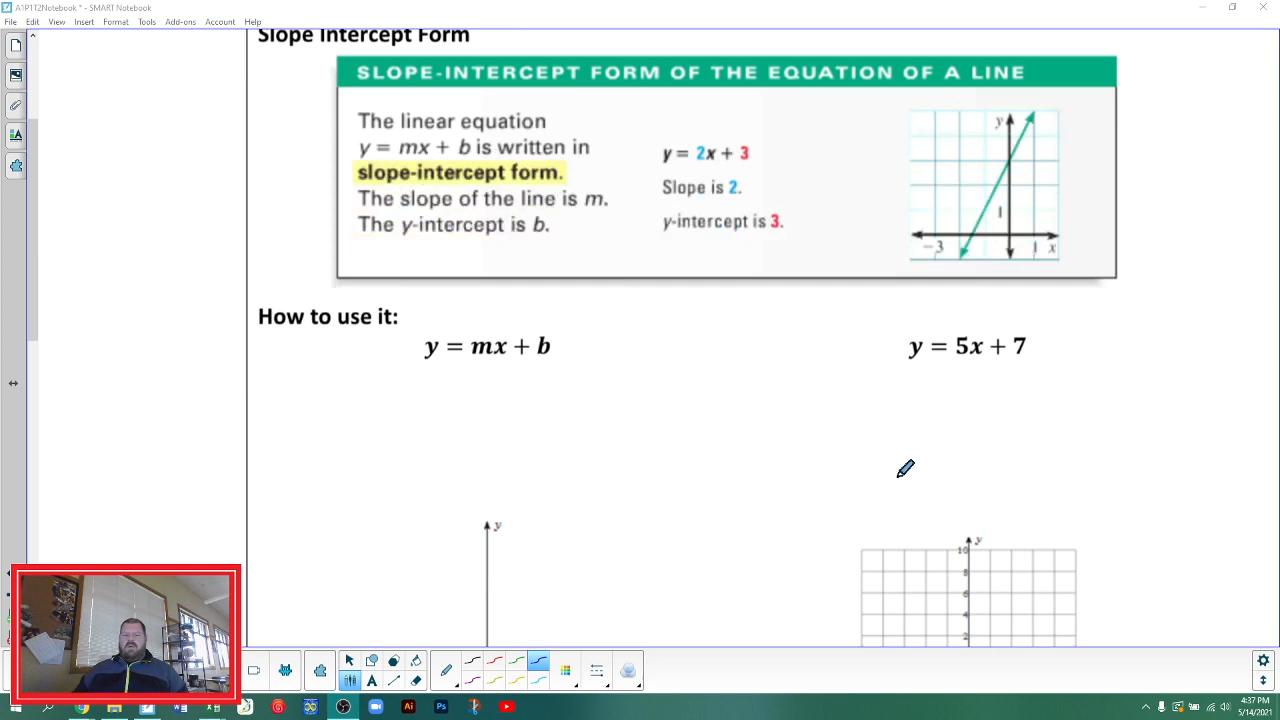 A1P1T2Notebook * - SMART Notebook
File Edit View Insert Format Tools Add-ons Account Help
Slope Intercept Form
SLOPE-INTERCEPT FORM OF THE EQUATION OF A LINE
The linear equation
y = mx + b is written in
slope-intercept form.
The slope of the line is m.
The y-intercept is b.
y = 2x + 3
Slope is 2.
y-intercept is 3.
y
1
-3
1
x
How to use it:
y = mx + b
y = 5x + 7
y
y
10
8
6
4
2
4:37 PM
5/14/2021